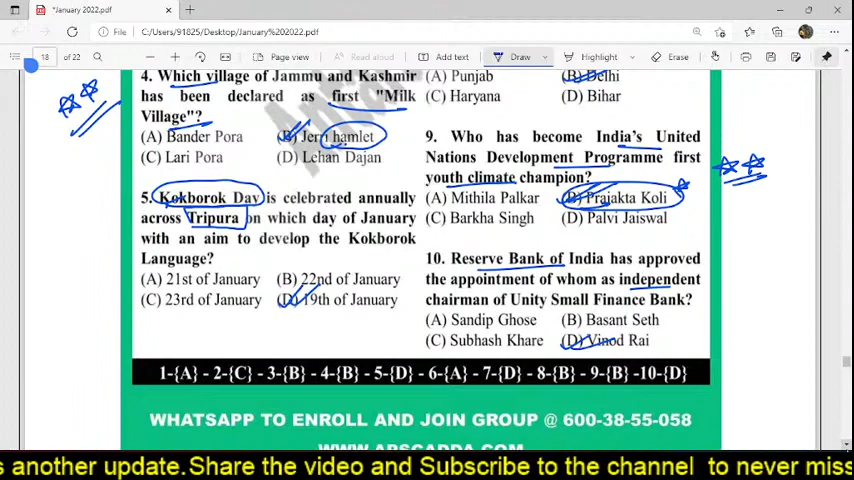 *January 2022.pdf
File
C:/Users/91825/Desktop/January%202022.pdf
18 of 22
Page view
Read aloud
Add text
Draw
Highlight
Erase
4. Which village of Jammu and Kashmir
has been declared as first "Milk
Village"?
(A) Bander Pora
(B) Jerri hamlet
(C) Lari Pora
(D) Lehan Dajan
5. Kokborok Day is celebrated annually
across Tripura on which day of January
with an aim to develop the Kokborok
Language?
(A) 21st of January
(B) 22nd of January
(C) 23rd of January
(D) 19th of January
(A) Punjab
(B) Delhi
(C) Haryana
(D) Bihar
9. Who has become India's United
Nations Development Programme first
youth climate champion?
(A) Mithila Palkar
(B) Prajakta Koli
(C) Barkha Singh
(D) Palvi Jaiswal
10. Reserve Bank of India has approved
the appointment of whom as independent
chairman of Unity Small Finance Bank?
(A) Sandip Ghose
(B) Basant Seth
(C) Subhash Khare
(D) Vinod Rai
1-{A} - 2-{C} - 3-{B} - 4-{B} - 5-{D} - 6-{A} - 7-{D} - 8-{B} - 9-{B} -10-{D}
WHATSAPP TO ENROLL AND JOIN GROUP @ 600-38-55-058
WWW.APSCADDA.COM
s another update.Share the video and Subscribe to the channel to never miss